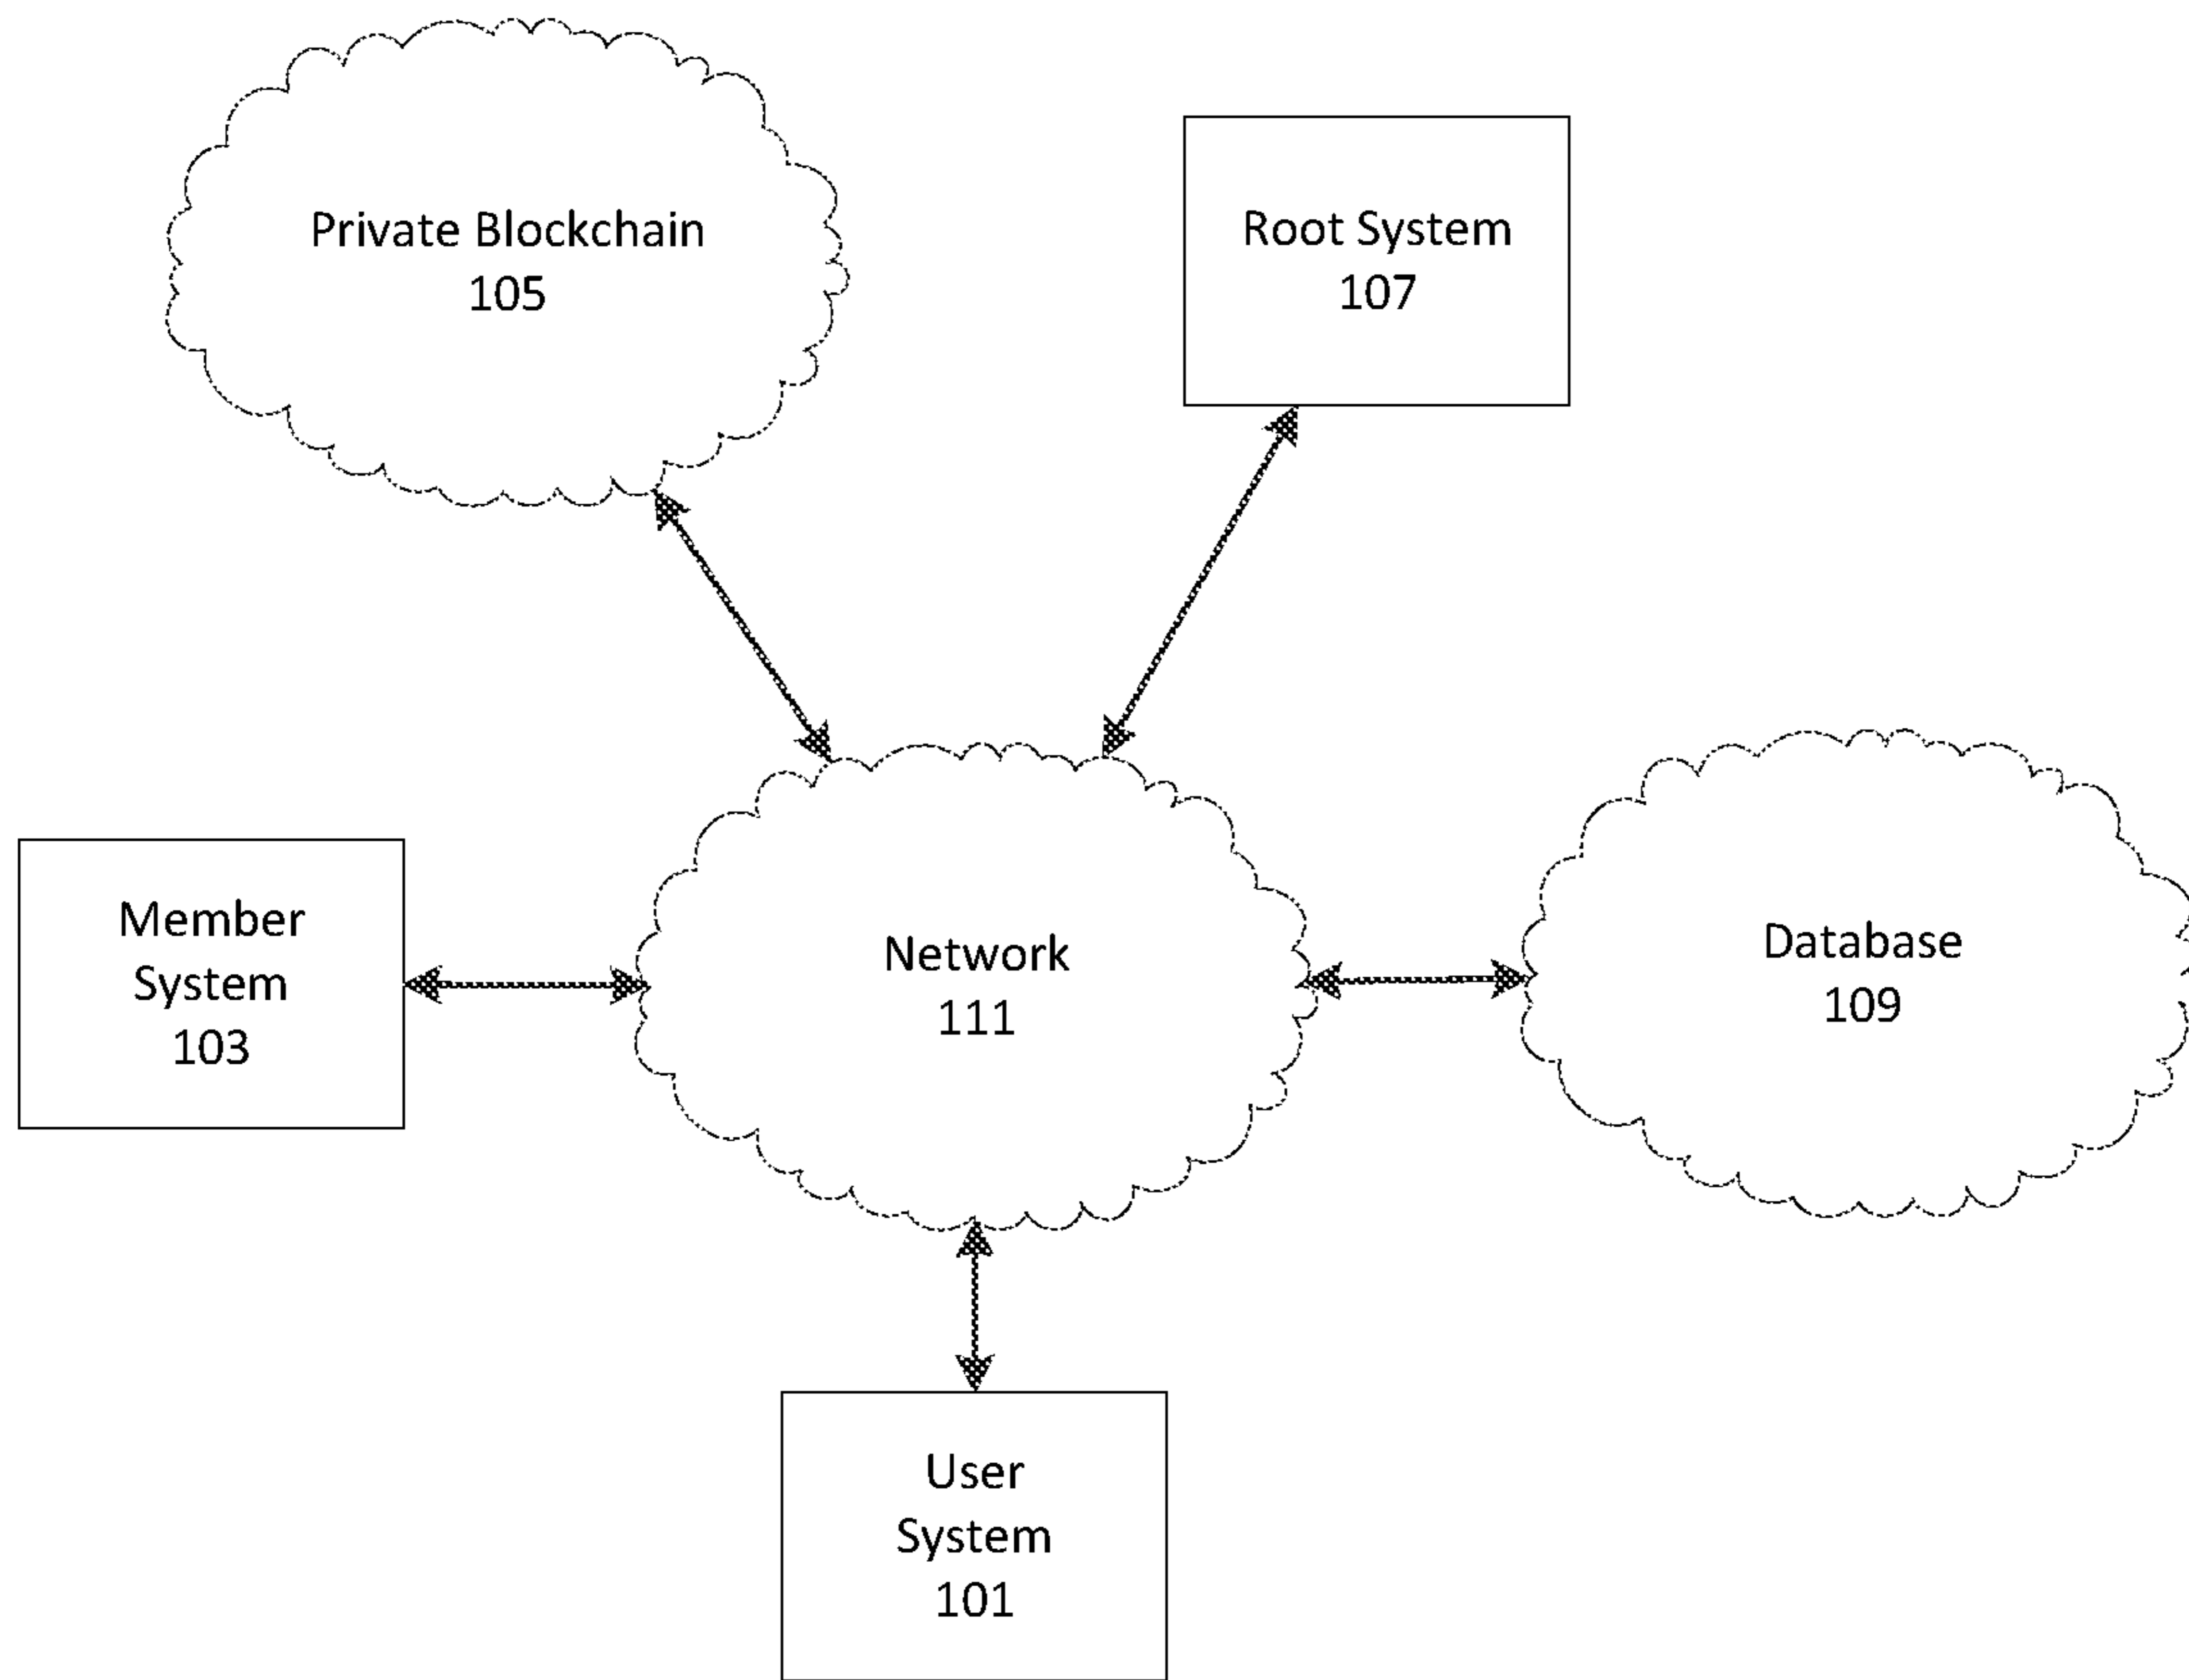 Private Blockchain
105
Root System
107
Member
System
103
Network
111
Database
109
User
System
101